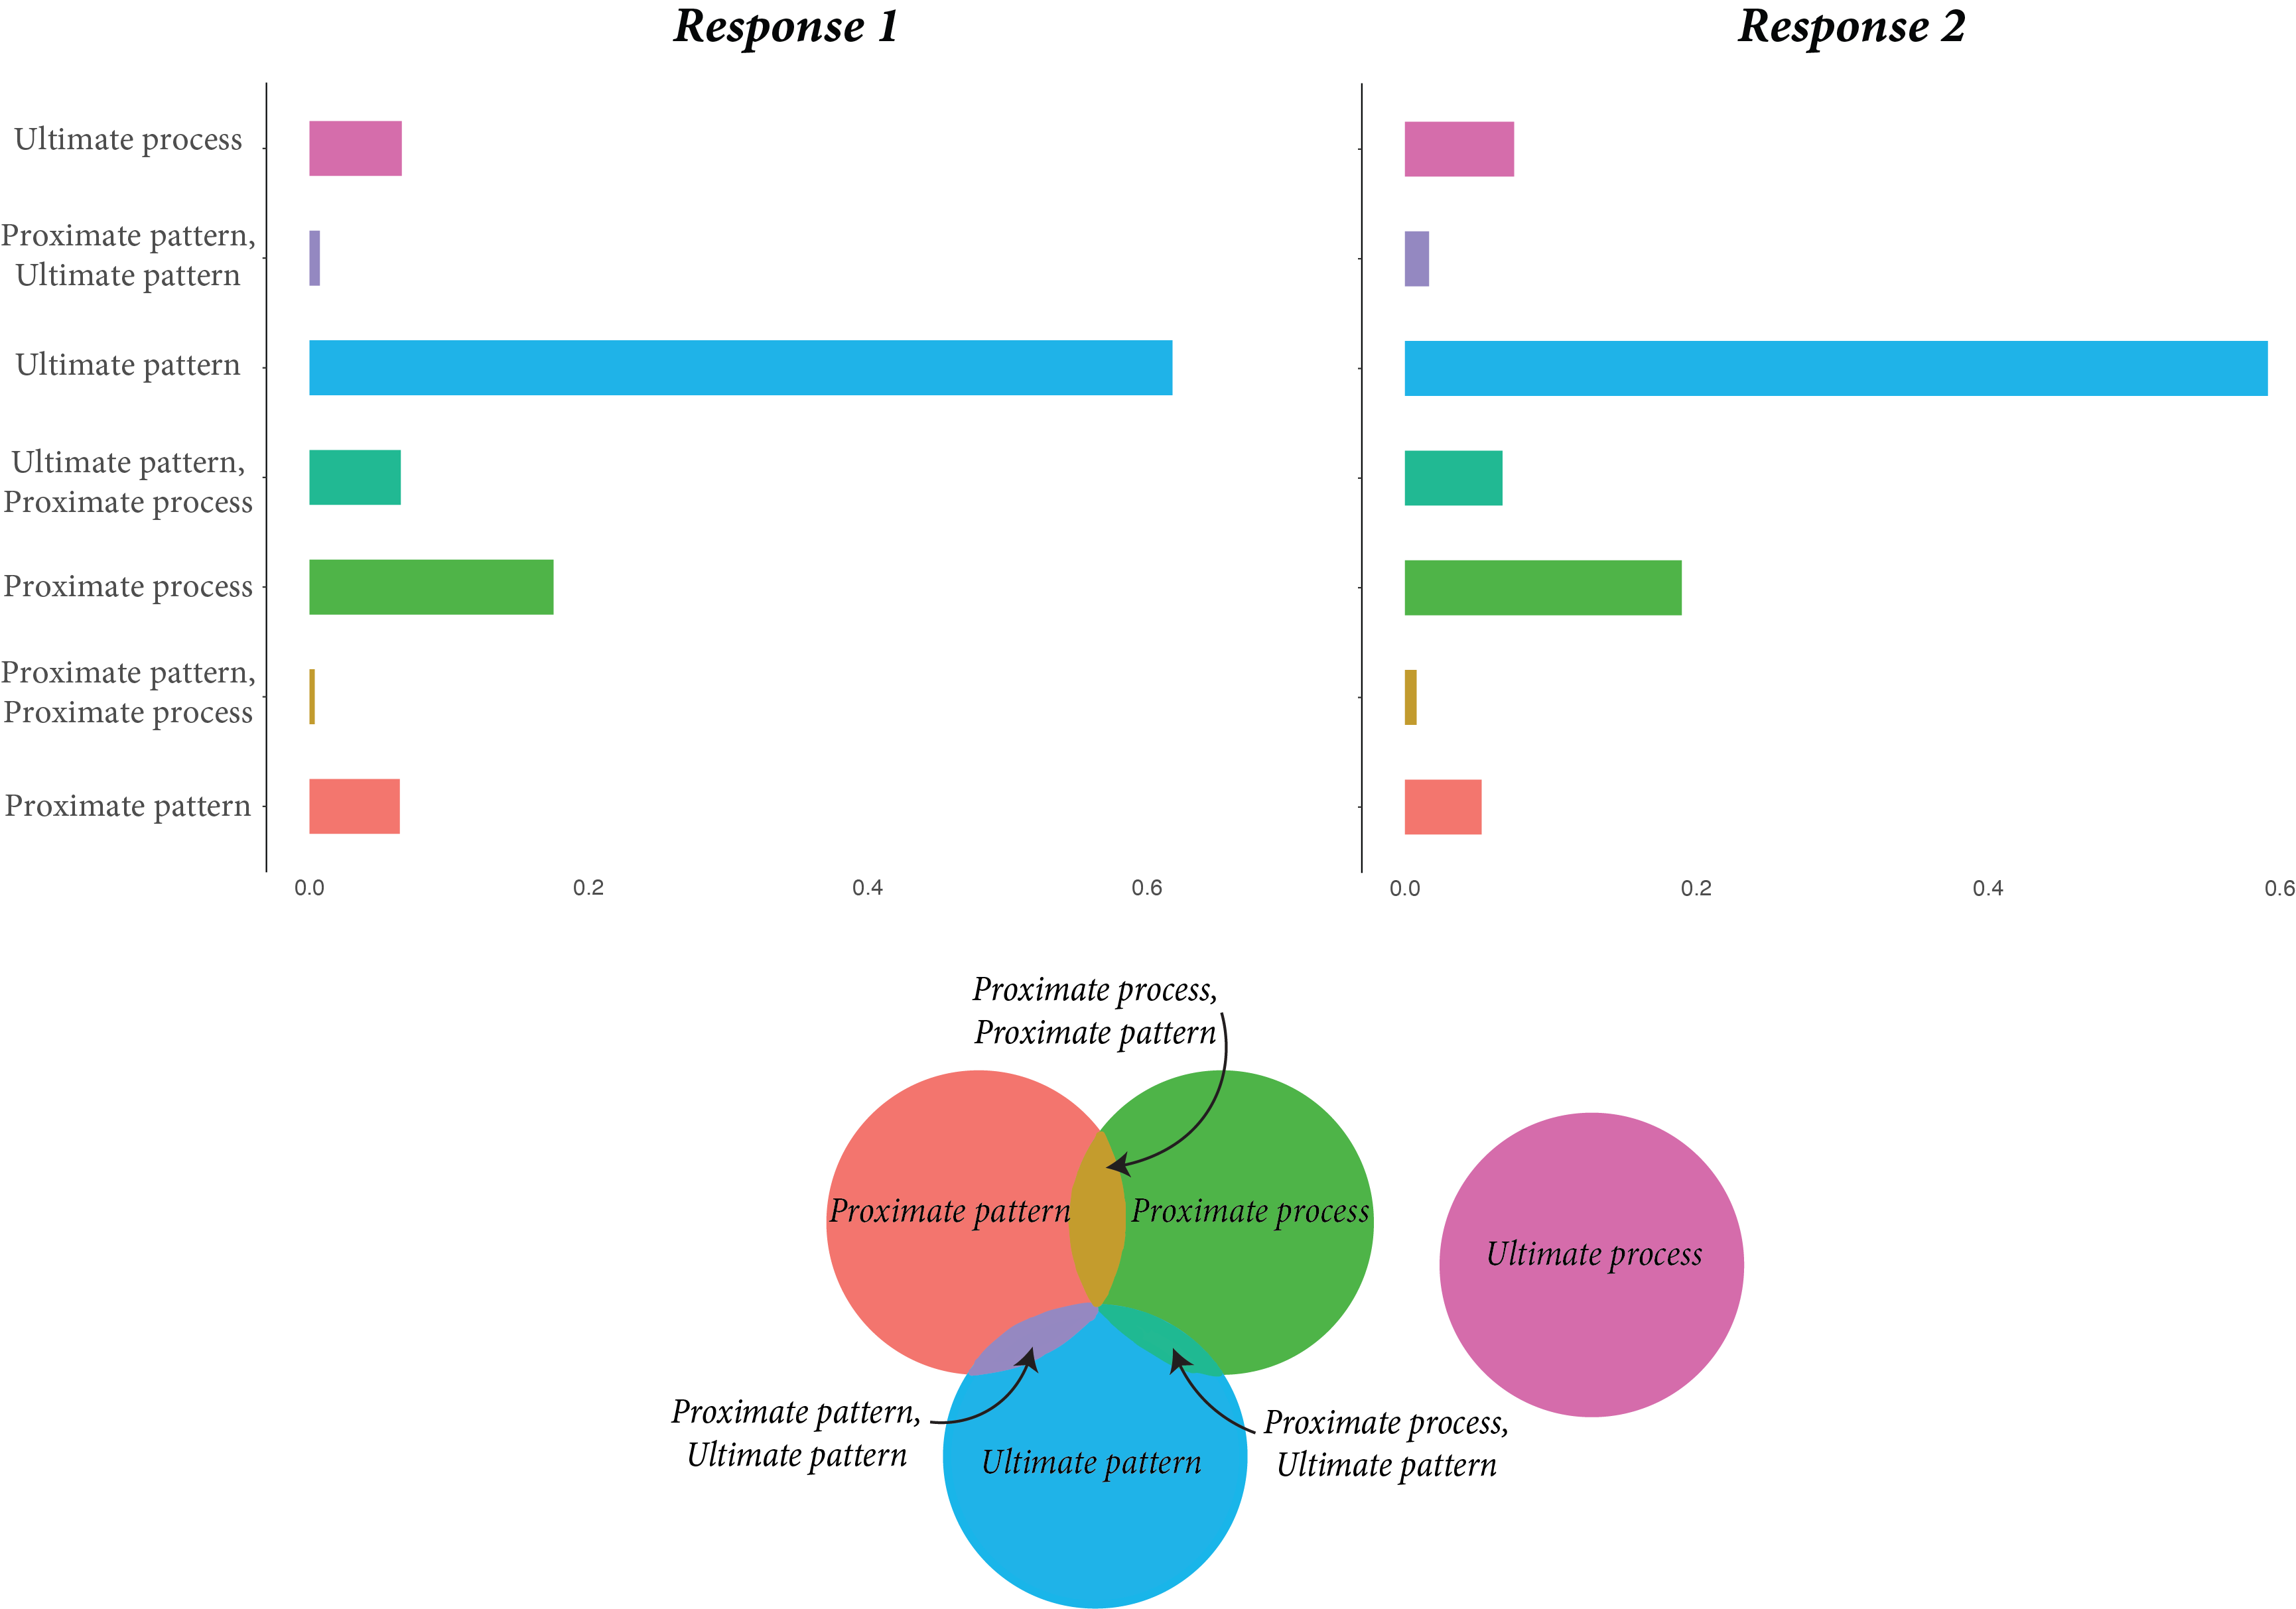 Response 1
Response 2
Ultimate process
Proximate pattern,
Ultimate pattern
Ultimate pattern
Ultimate pattern,
Proximate process
Proximate process
Proximate pattern,
Proximate process
Proximate pattern
0.0 0.2 0.4 0.6
0.0 0.2 0.4 0.6
Proximate process,
Proximate pattern
Proximate pattern
Proximate process
Ultimate process
Proximate pattern,
Ultimate pattern
Ultimate pattern
Proximate process,
Ultimate pattern